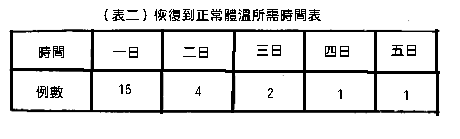 （表二）恢復到正常體溫所需時間表
時間 一日 二日 三日 四日 五日
例數 16 4 2 1 1